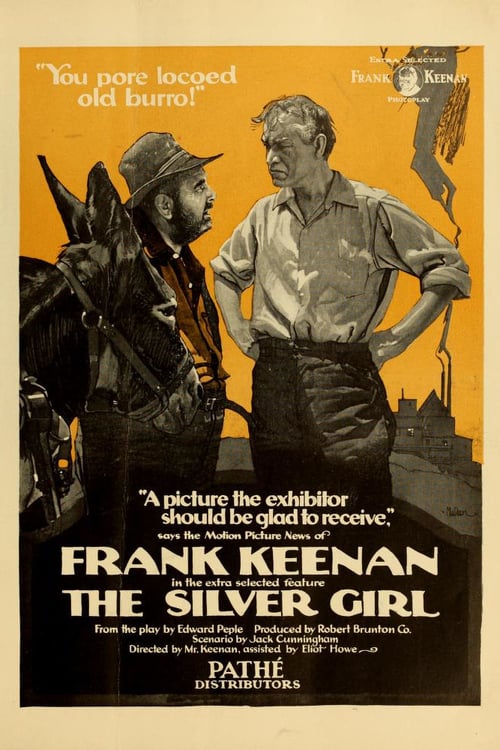 "You pore locoed
old burro!"
EXTRA SELECTED
FRANK KEENAN
PHOTOPLAY
"A picture the exhibitor
should be glad to receive,"
says the Motion Picture News of
FRANK KEENAN
in the extra selected feature
THE SILVER GIRL
From the play by Edward Peple Produced by Robert Brunton Co.
Scenario by Jack Cunningham
Directed by Mr. Keenan, assisted by Eliot Howe
PATHÉ
DISTRIBUTORS